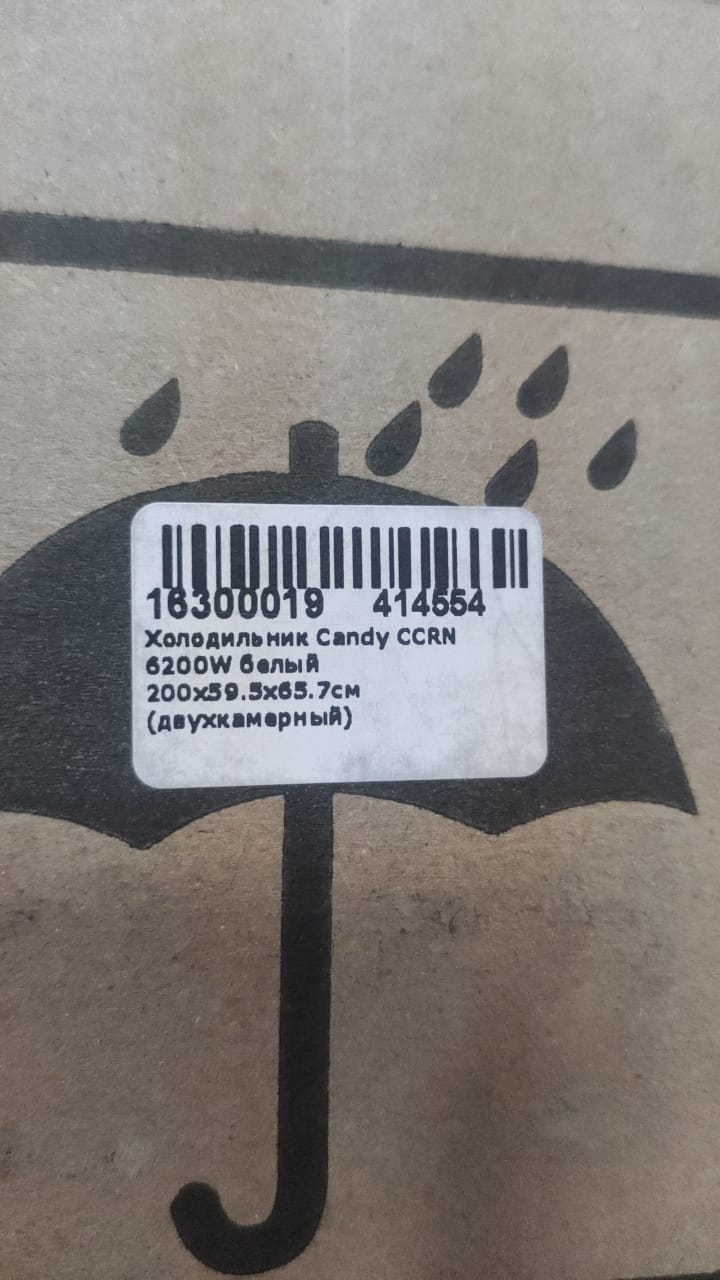 16300019 414554
Холодильник Candy CCRN
6200W белый
200x59.5x65.7см
(двухкамерный)